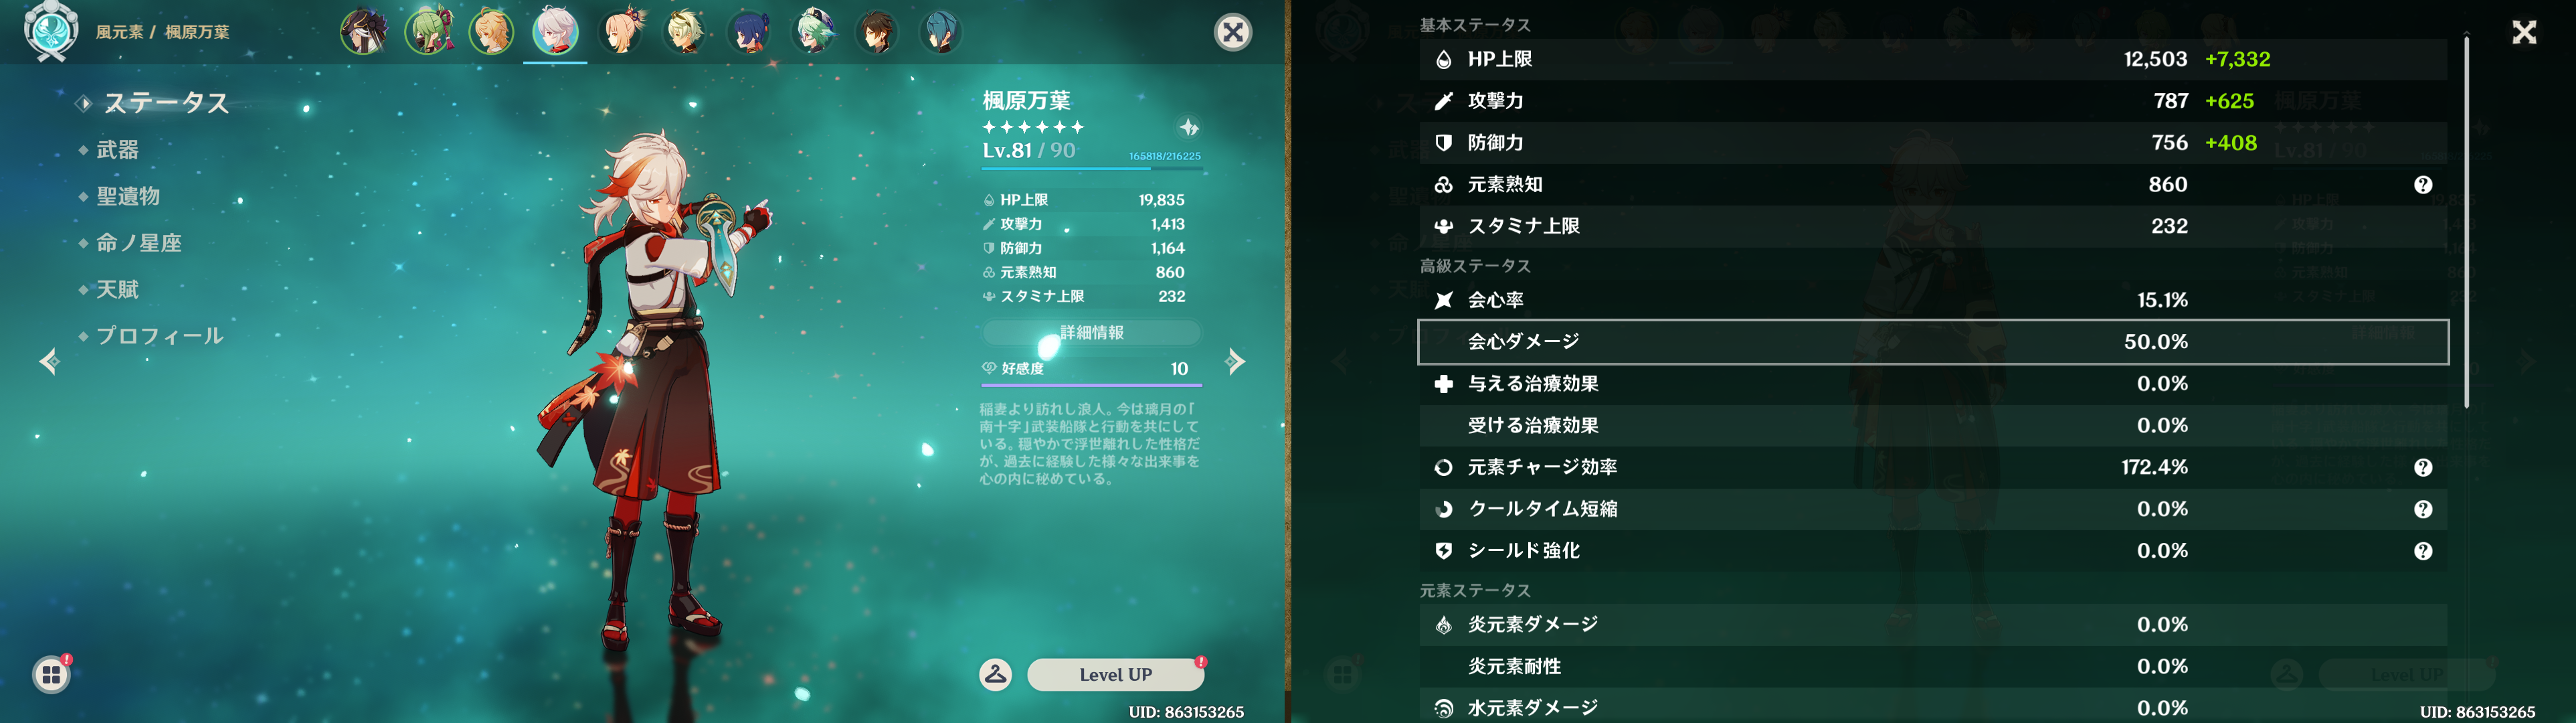 風元素 / 楓原万葉
ステータス
武器
聖遺物
命ノ星座
天賦
プロフィール
楓原万葉
Lv.81 / 90
165818/216225
HP上限 19,835
攻撃力 1,413
防御力 1,164
元素熟知 860
スタミナ上限 232
詳細情報
好感度 10
稲妻より訪れし浪人。今は璃月の「
南十字」武装船隊と行動を共にして
いる。穏やかで浮世離れした性格だ
が、過去に経験した様々な出来事を
心の内に秘めている。
Level UP
UID: 863153265
基本ステータス
HP上限 12,503 +7,332
攻撃力 787 +625
防御力 756 +408
元素熟知 860
スタミナ上限 232
高級ステータス
会心率 15.1%
会心ダメージ 50.0%
与える治療効果 0.0%
受ける治療効果 0.0%
元素チャージ効率 172.4%
クールタイム短縮 0.0%
シールド強化 0.0%
元素ステータス
炎元素ダメージ 0.0%
炎元素耐性 0.0%
水元素ダメージ 0.0%
UID: 863153265